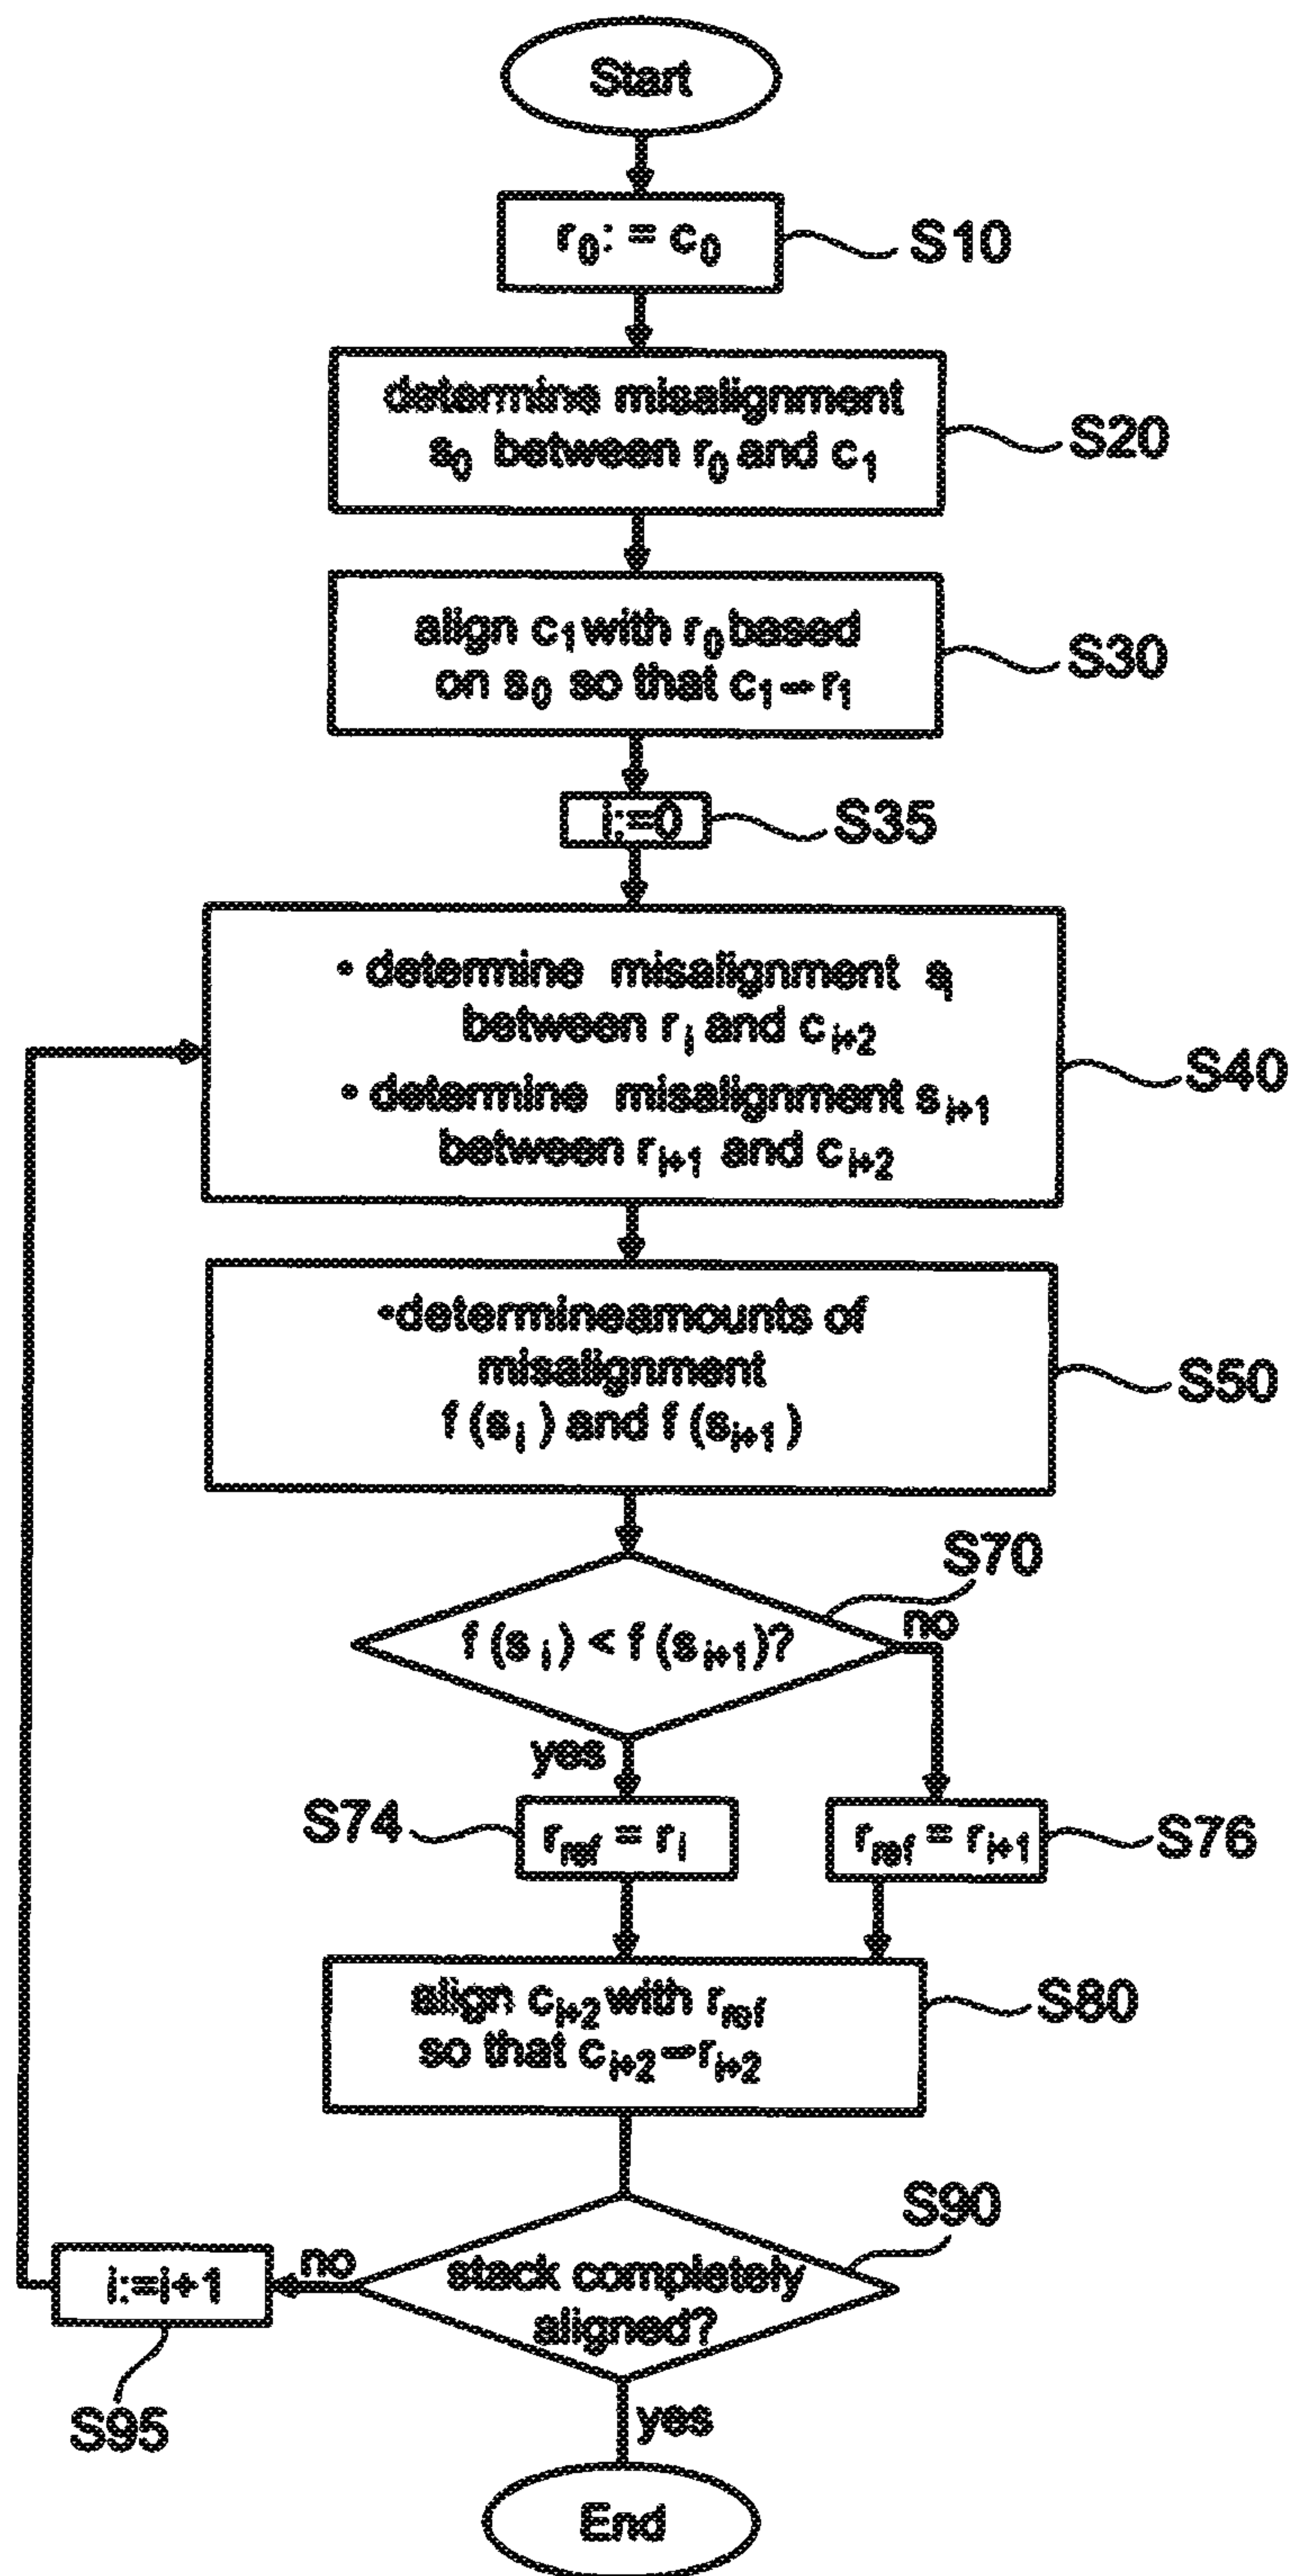 Start
r₀: = c₀
S10
determine misalignment
s₀ between r₀ and c₁
S20
align c₁ with r₀ based
on s₀ so that c₁→r₁
S30
i:=0
S35
• determine misalignment sᵢ
between rᵢ and cᵢ₊₂
• determine misalignment sᵢ₊₁
between rᵢ₊₁ and cᵢ₊₂
S40
•determineamounts of
misalignment
f (sᵢ) and f (sᵢ₊₁)
S50
S70
f (sᵢ) < f (sᵢ₊₁)?
no
yes
S74
r_ref = rᵢ
r_ref = rᵢ₊₁
S76
align cᵢ₊₂ with r_ref
so that cᵢ₊₂→rᵢ₊₂
S80
S90
stack completely
aligned?
no
i:=i+1
S95
yes
End